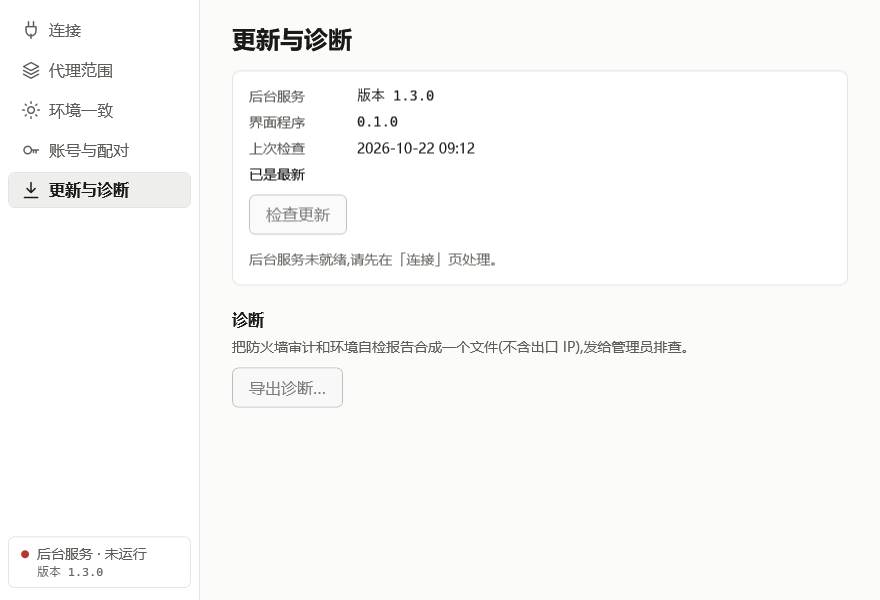 连接
代理范围
环境一致
账号与配对
更新与诊断
后台服务 · 未运行
版本 1.3.0
更新与诊断
后台服务 版本 1.3.0
界面程序 0.1.0
上次检查 2026-10-22 09:12
已是最新
检查更新
后台服务未就绪,请先在「连接」页处理。
诊断
把防火墙审计和环境自检报告合成一个文件(不含出口 IP),发给管理员排查。
导出诊断...